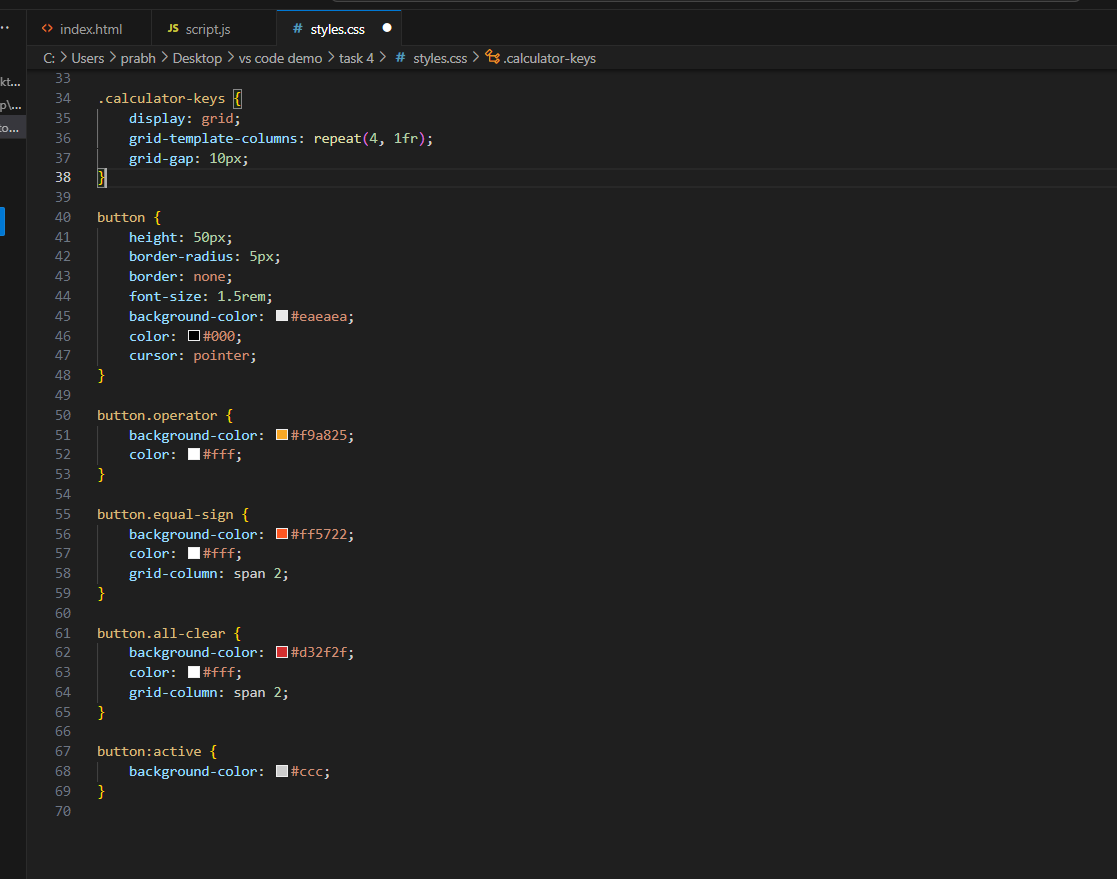 index.html
JS script.js
# styles.css
C: > Users > prabh > Desktop > vs code demo > task 4 > # styles.css > .calculator-keys
kt...
p\...
to...
33
34 .calculator-keys {
35 display: grid;
36 grid-template-columns: repeat(4, 1fr);
37 grid-gap: 10px;
38 }
39
40 button {
41 height: 50px;
42 border-radius: 5px;
43 border: none;
44 font-size: 1.5rem;
45 background-color: #eaeaea;
46 color: #000;
47 cursor: pointer;
48 }
49
50 button.operator {
51 background-color: #f9a825;
52 color: #fff;
53 }
54
55 button.equal-sign {
56 background-color: #ff5722;
57 color: #fff;
58 grid-column: span 2;
59 }
60
61 button.all-clear {
62 background-color: #d32f2f;
63 color: #fff;
64 grid-column: span 2;
65 }
66
67 button:active {
68 background-color: #ccc;
69 }
70